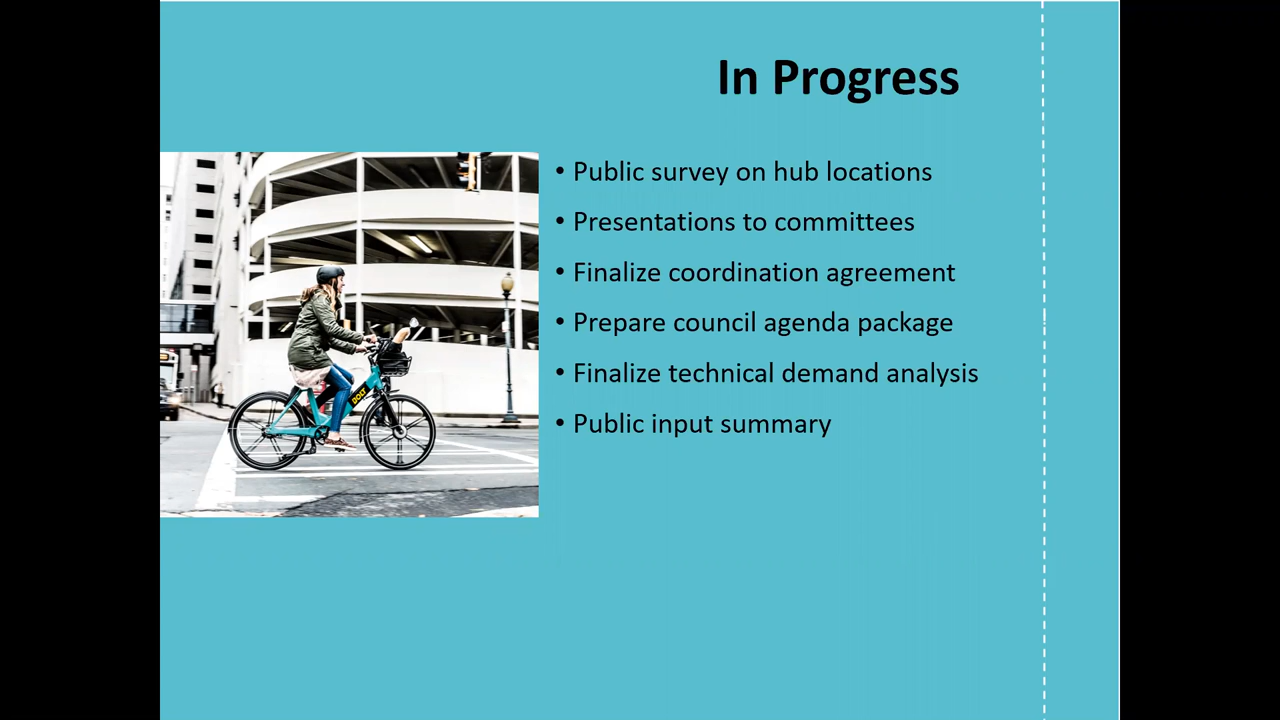 In Progress
• Public survey on hub locations
• Presentations to committees
• Finalize coordination agreement
• Prepare council agenda package
• Finalize technical demand analysis
• Public input summary
BOLT